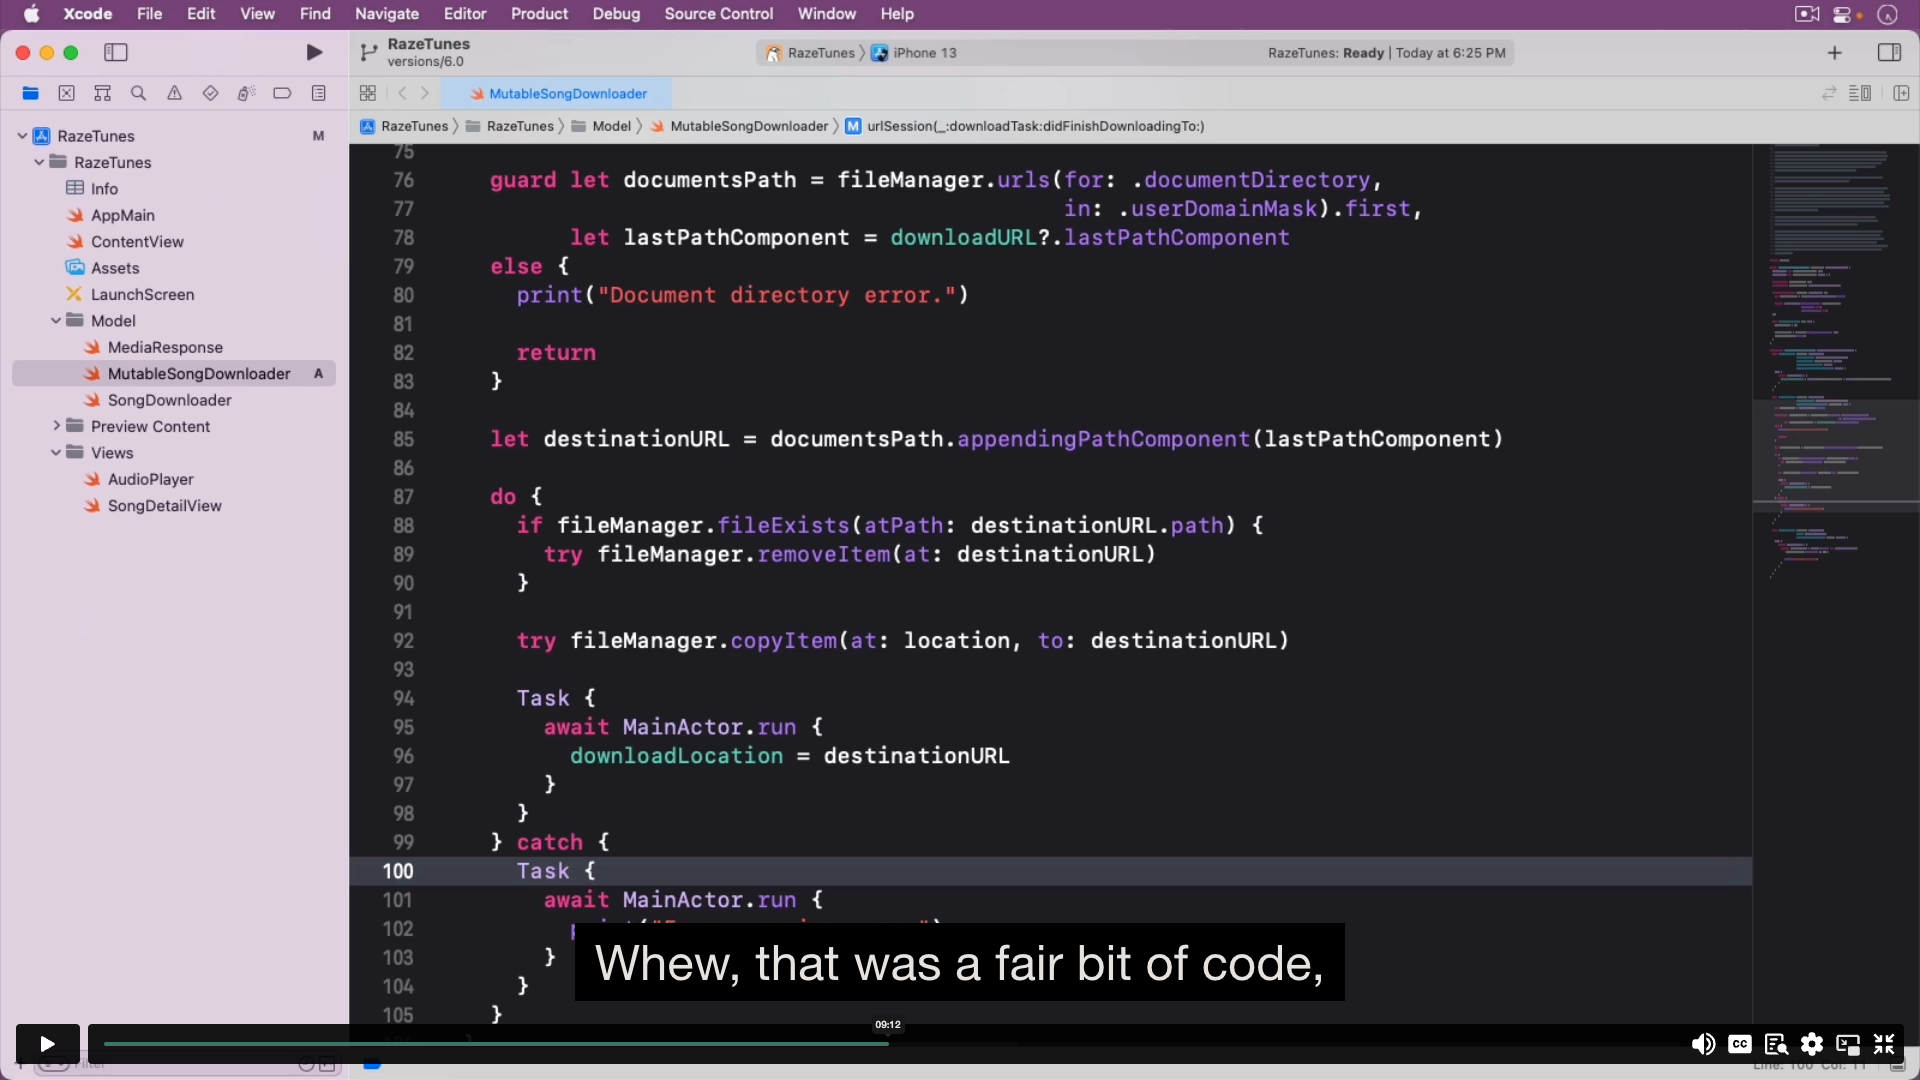 Xcode File Edit View Find Navigate Editor Product Debug Source Control Window Help
RazeTunes
versions/6.0
RazeTunes iPhone 13
RazeTunes: Ready | Today at 6:25 PM
MutableSongDownloader
RazeTunes RazeTunes Model MutableSongDownloader M urlSession(_:downloadTask:didFinishDownloadingTo:)
RazeTunes M
RazeTunes
Info
AppMain
ContentView
Assets
LaunchScreen
Model
MediaResponse
MutableSongDownloader A
SongDownloader
Preview Content
Views
AudioPlayer
SongDetailView
75
76 guard let documentsPath = fileManager.urls(for: .documentDirectory,
77 in: .userDomainMask).first,
78 let lastPathComponent = downloadURL?.lastPathComponent
79 else {
80 print("Document directory error.")
81
82 return
83 }
84
85 let destinationURL = documentsPath.appendingPathComponent(lastPathComponent)
86
87 do {
88 if fileManager.fileExists(atPath: destinationURL.path) {
89 try fileManager.removeItem(at: destinationURL)
90 }
91
92 try fileManager.copyItem(at: location, to: destinationURL)
93
94 Task {
95 await MainActor.run {
96 downloadLocation = destinationURL
97 }
98 }
99 } catch {
100 Task {
101 await MainActor.run {
102
103 }
104 }
105 }
Whew, that was a fair bit of code,
09:12
CC
Filter
Line: 100 Col: 11